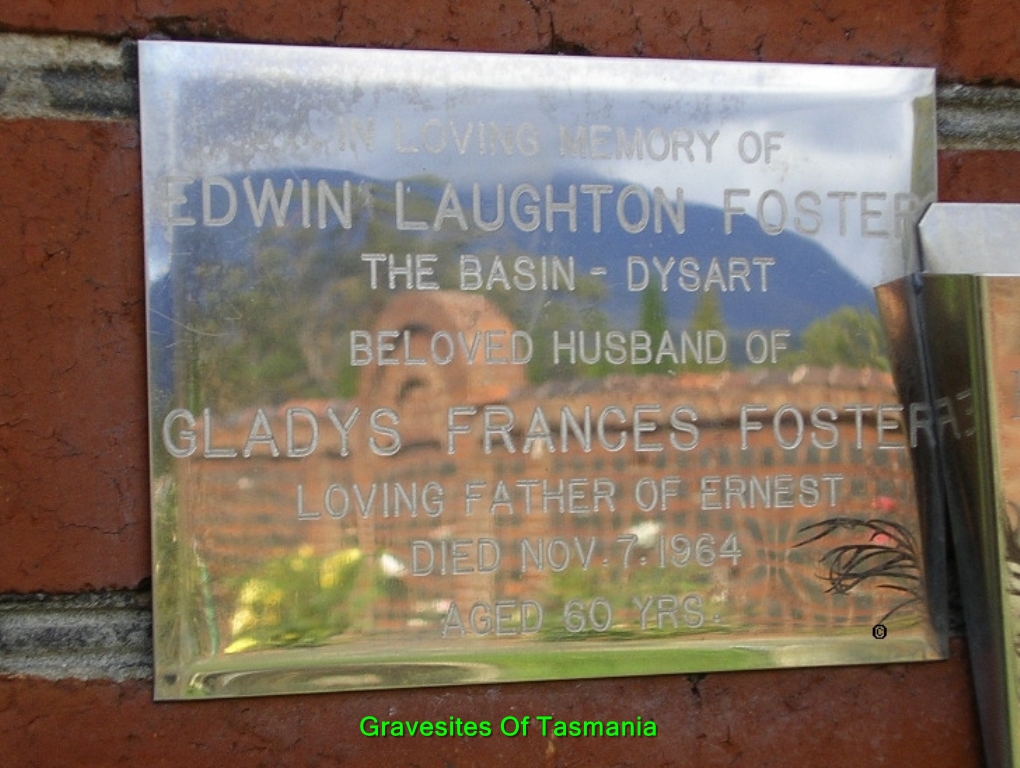 IN LOVING MEMORY OF
EDWIN LAUGHTON FOSTER
THE BASIN - DYSART
BELOVED HUSBAND OF
GLADYS FRANCES FOSTER
LOVING FATHER OF ERNEST
DIED NOV. 7. 1964
AGED 60 YRS.
©
Gravesites Of Tasmania